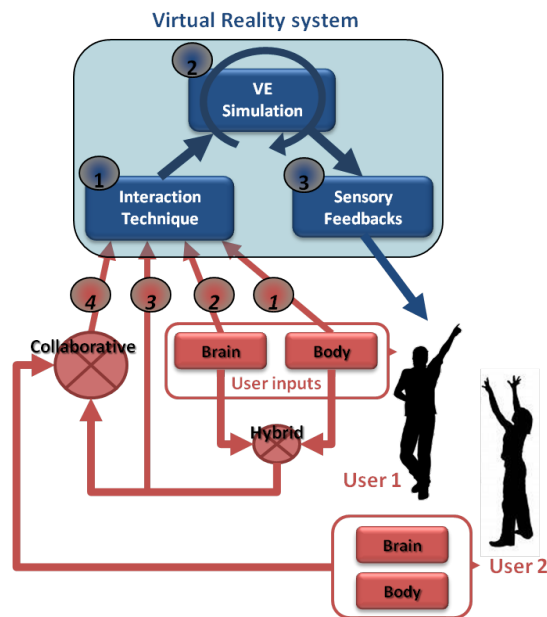 Virtual Reality system
2
VE
Simulation
1
Interaction
Technique
3
Sensory
Feedbacks
4
3
2
1
Collaborative
Brain
Body
User inputs
Hybrid
User 1
Brain
Body
User 2